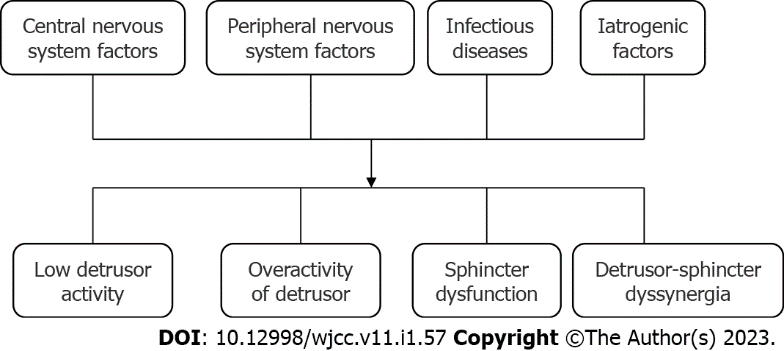 Central nervous
system factors
Peripheral nervous
system factors
Infectious
diseases
Iatrogenic
factors
Low detrusor
activity
Overactivity
of detrusor
Sphincter
dysfunction
Detrusor-sphincter
dyssynergia
DOI: 10.12998/wjcc.v11.i1.57 Copyright ©The Author(s) 2023.